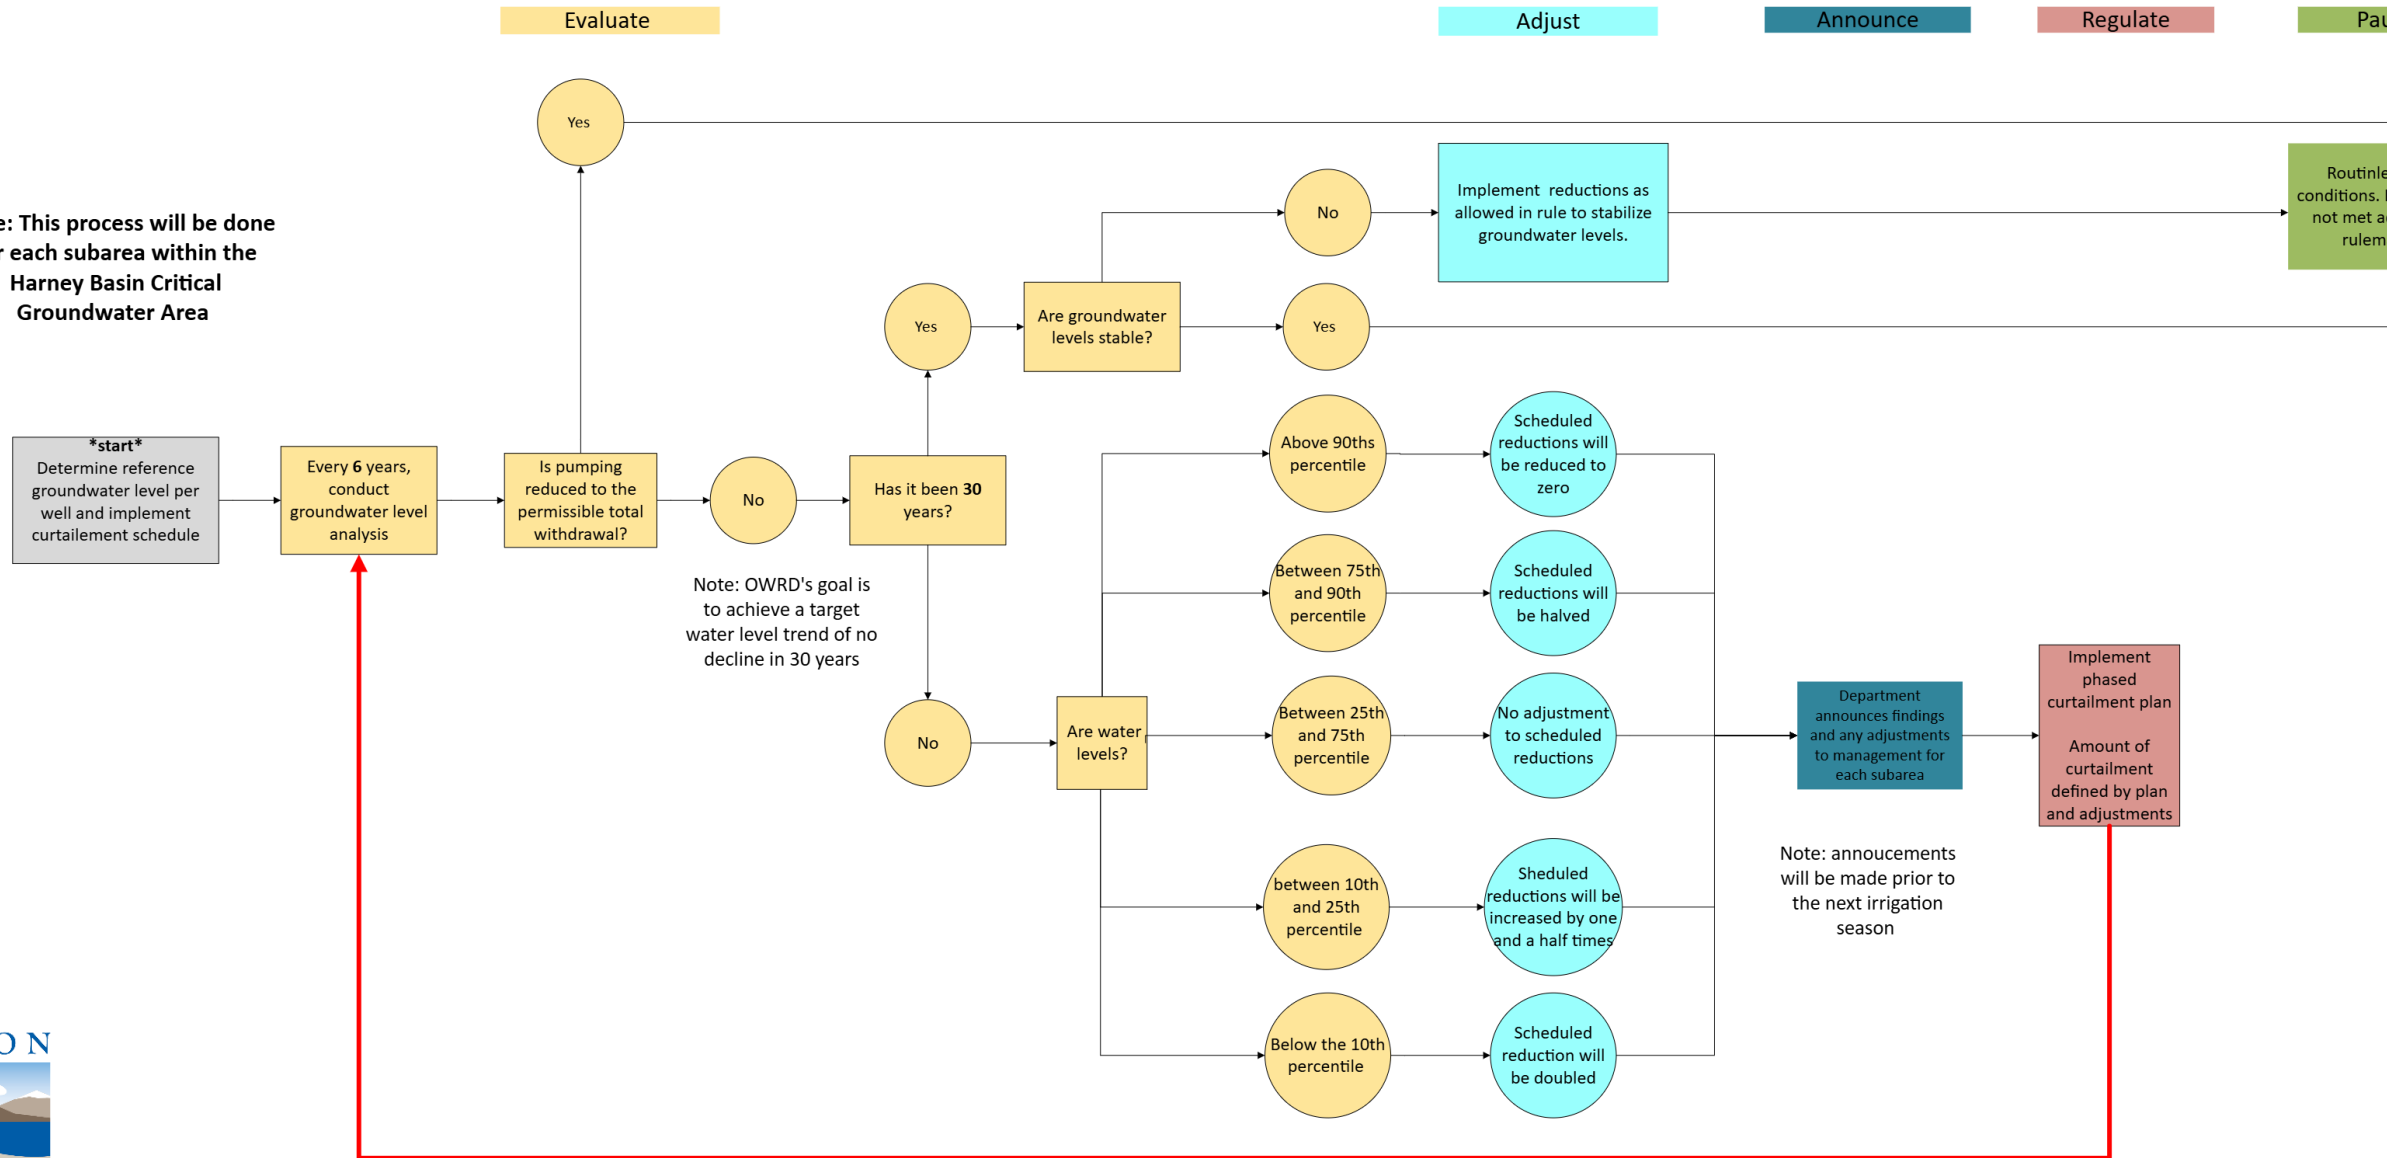 Evaluate
Adjust
Announce
Regulate
Yes
No
Implement reductions as
allowed in rule to stabilize
groundwater levels.
conditions.
not met
: This process will be done
each subarea within the
Harney Basin Critical
Groundwater Area
Yes
Are groundwater
levels stable?
Yes
*start*
Determine reference
groundwater level per
well and implement
curtailement schedule
Every 6 years,
conduct
groundwater level
analysis
Is pumping
reduced to the
permissible total
withdrawal?
No
Has it been 30
years?
Note: OWRD's goal is
to achieve a target
water level trend of no
decline in 30 years
No
Are water
levels?
Above 90ths
percentile
Scheduled
reductions will
be reduced to
zero
Between 75th
and 90th
percentile
Scheduled
reductions will
be halved
Between 25th
and 75th
percentile
No adjustment
to scheduled
reductions
between 10th
and 25th
percentile
Sheduled
reductions will be
increased by one
and a half times
Below the 10th
percentile
Scheduled
reduction will
be doubled
Department
announces findings
and any adjustments
to management for
each subarea
Note: annoucements
will be made prior to
the next irrigation
season
Implement
phased
curtailment plan
Amount of
curtailment
defined by plan
and adjustments